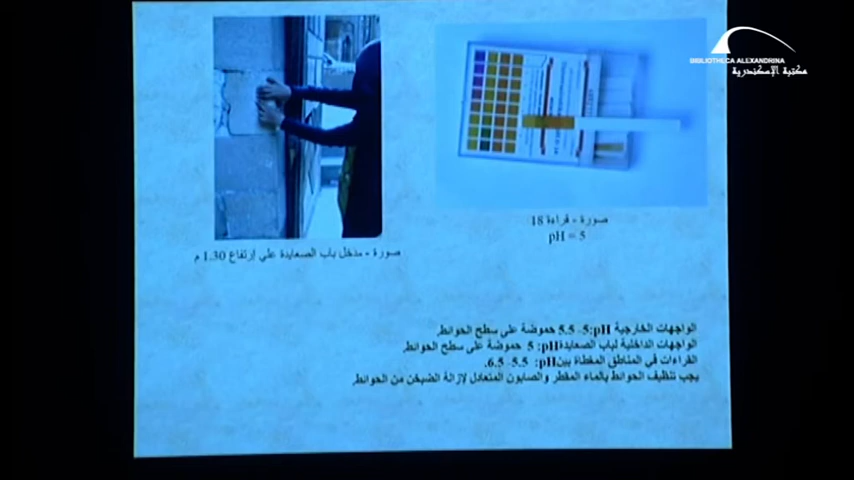 BIBLIOTHECA ALEXANDRINA
مكتبة الإسكندرية
صورة - قراءة 18
pH = 5
صورة - مدخل باب الصعايدة على إرتفاع 1.30 م
الواجهات الخارجية pH:5- 5.5 حموضة على سطح الحوائط.
الواجهات الداخلية لباب الصعايدة pH: 5 حموضة على سطح الحوائط.
القراءات في المناطق المغطاة بين pH: 5.5- 6.5.
يجب تنظيف الحوائط بالماء المقطر والصابون المتعادل لإزالة الضبخن من الحوائط.